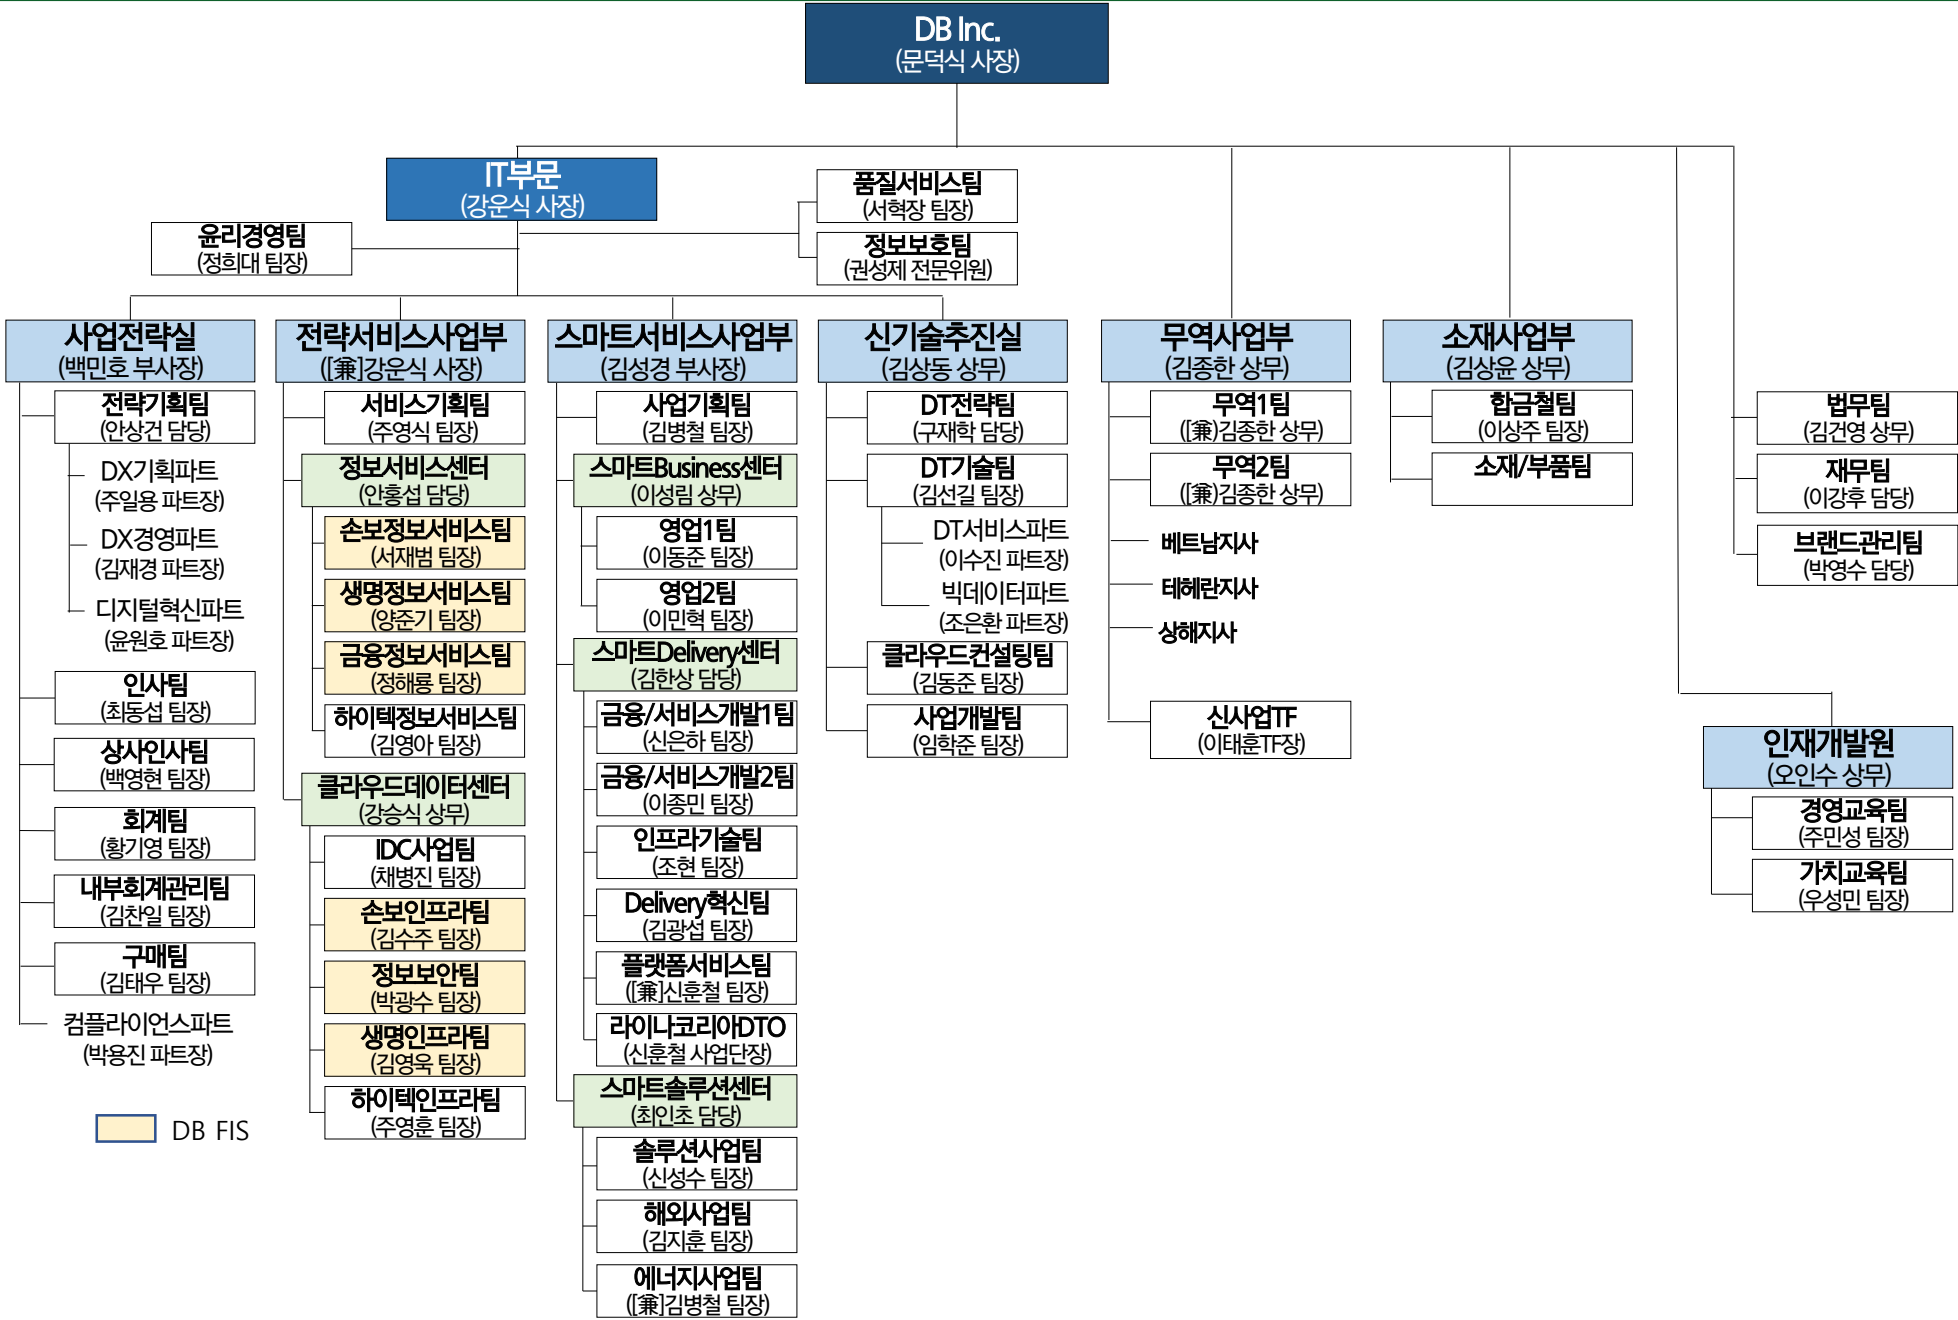 DB Inc.
(문덕식 사장)
IT부문
(강운식 사장)
품질서비스팀
(서혁장 팀장)
윤리경영팀
(정희대 팀장)
정보보호팀
(권성제 전문위원)
사업전략실
(백민호 부사장)
전략기획팀
(안상건 담당)
DX기획파트
(주일용 파트장)
DX경영파트
(김재경 파트장)
디지털혁신파트
(윤원호 파트장)
인사팀
(최동섭 팀장)
상사인사팀
(백영현 팀장)
회계팀
(황기영 팀장)
내부회계관리팀
(김찬일 팀장)
구매팀
(김태우 팀장)
컴플라이언스파트
(박용진 파트장)
DB FIS
전략서비스사업부
([兼]강운식 사장)
서비스기획팀
(주영식 팀장)
정보서비스센터
(안홍섭 담당)
손보정보서비스팀
(서재범 팀장)
생명정보서비스팀
(양준기 팀장)
금융정보서비스팀
(정해룡 팀장)
하이텍정보서비스팀
(김영아 팀장)
클라우드데이터센터
(강승식 상무)
IDC사업팀
(채병진 팀장)
손보인프라팀
(김수주 팀장)
정보보안팀
(박광수 팀장)
생명인프라팀
(김영욱 팀장)
하이텍인프라팀
(주영훈 팀장)
스마트서비스사업부
(김성경 부사장)
사업기획팀
(김병철 팀장)
스마트Business센터
(이성림 상무)
영업1팀
(이동준 팀장)
영업2팀
(이민혁 팀장)
스마트Delivery센터
(김한상 담당)
금융/서비스개발1팀
(신은하 팀장)
금융/서비스개발2팀
(이종민 팀장)
인프라기술팀
(조현 팀장)
Delivery혁신팀
(김광섭 팀장)
플랫폼서비스팀
([兼]신훈철 팀장)
라이나코리아DTO
(신훈철 사업단장)
스마트솔루션센터
(최인초 담당)
솔루션사업팀
(신성수 팀장)
해외사업팀
(김지훈 팀장)
에너지사업팀
([兼]김병철 팀장)
신기술추진실
(김상동 상무)
DT전략팀
(구재학 담당)
DT기술팀
(김선길 팀장)
DT서비스파트
(이수진 파트장)
빅데이터파트
(조은환 파트장)
클라우드컨설팅팀
(김동준 팀장)
사업개발팀
(임학준 팀장)
무역사업부
(김종한 상무)
무역1팀
([兼)김종한 상무)
무역2팀
([兼)김종한 상무)
베트남지사
테헤란지사
상해지사
신사업TF
(이태훈TF장)
소재사업부
(김상윤 상무)
합금철팀
(이상주 팀장)
소재/부품팀
법무팀
(김건영 상무)
재무팀
(이강후 담당)
브랜드관리팀
(박영수 담당)
인재개발원
(오인수 상무)
경영교육팀
(주민성 팀장)
가치교육팀
(우성민 팀장)